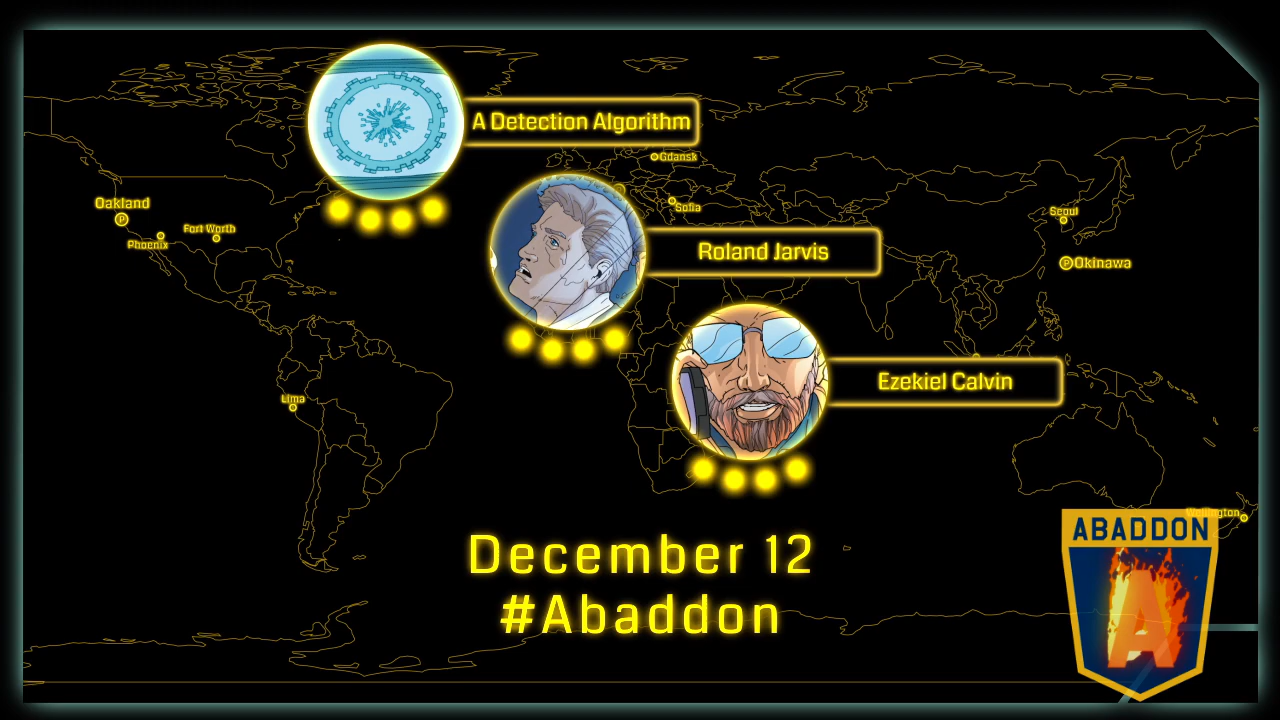 A Detection Algorithm
Gdansk
Oakland
P
Fort Worth
Phoenix
Sofia
Seoul
Roland Jarvis
P Okinawa
Ezekiel Calvin
Lima
Wellington
ABADDON
A
December 12
#Abaddon